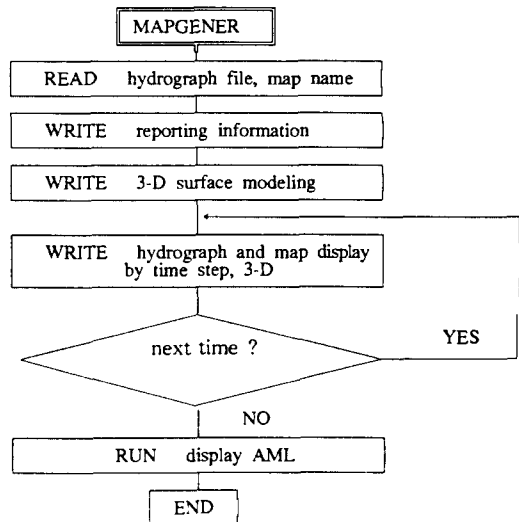 MAPGENER
READ hydrograph file, map name
WRITE reporting information
WRITE 3-D surface modeling
WRITE hydrograph and map display
by time step, 3-D
next time ?
YES
NO
RUN display AML
END